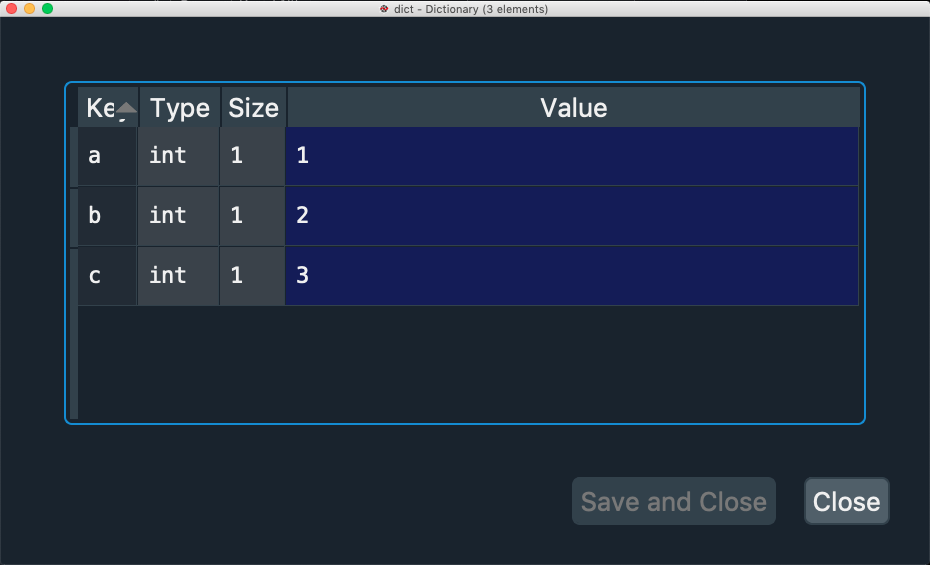 dict - Dictionary (3 elements)
Key Type Size Value
a int 1 1
b int 1 2
c int 1 3
Save and Close Close